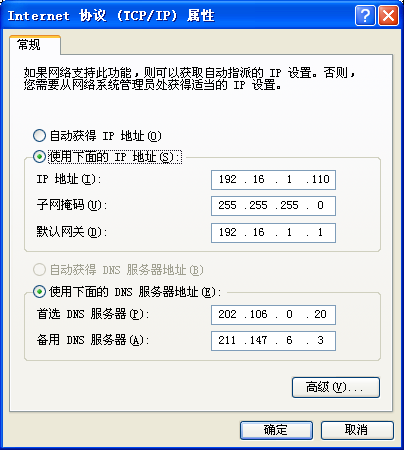 Internet 协议 (TCP/IP) 属性
常规
如果网络支持此功能，则可以获取自动指派的 IP 设置。否则，
您需要从网络系统管理员处获得适当的 IP 设置。
自动获得 IP 地址(O)
使用下面的 IP 地址(S):
IP 地址(I): 192 . 16 . 1 . 110
子网掩码(U): 255 . 255 . 255 . 0
默认网关(D): 192 . 16 . 1 . 1
自动获得 DNS 服务器地址(B)
使用下面的 DNS 服务器地址(E):
首选 DNS 服务器(P): 202 . 106 . 0 . 20
备用 DNS 服务器(A): 211 . 147 . 6 . 3
高级(V)...
确定 取消